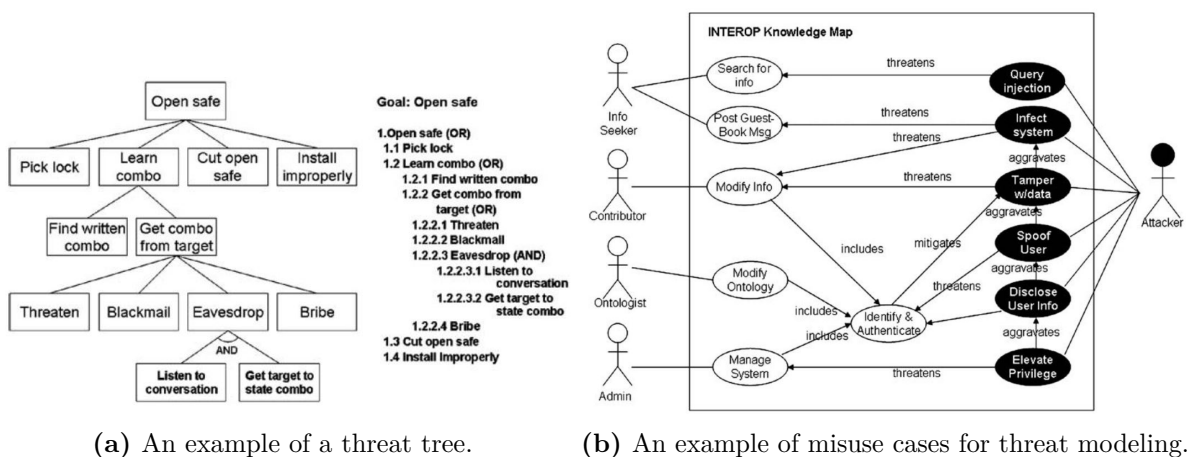 Open safe
Pick lock
Learn
combo
Cut open
safe
Install
improperly
Find written
combo
Get combo
from target
Threaten
Blackmail
Eavesdrop
Bribe
AND
Listen to
conversation
Get target to
state combo
Goal: Open safe
1.Open safe (OR)
1.1 Pick lock
1.2 Learn combo (OR)
1.2.1 Find written combo
1.2.2 Get combo from
target (OR)
1.2.2.1 Threaten
1.2.2.2 Blackmail
1.2.2.3 Eavesdrop (AND)
1.2.2.3.1 Listen to
conversation
1.2.2.3.2 Get target to
state combo
1.2.2.4 Bribe
1.3 Cut open safe
1.4 Install Improperly
(a) An example of a threat tree.
INTEROP Knowledge Map
Info
Seeker
Contributor
Ontologist
Admin
Search for
info
Post Guest-
Book Msg
Modify Info
Modify
Ontology
Identify &
Authenticate
Manage
System
threatens
threatens
threatens
threatens
includes
mitigates
includes
includes
threatens
threatens
Query
injection
Infect
system
aggravates
Tamper
w/data
aggravates
Spoof
User
aggravates
Disclose
User Info
aggravates
Elevate
Privilege
Attacker
(b) An example of misuse cases for threat modeling.